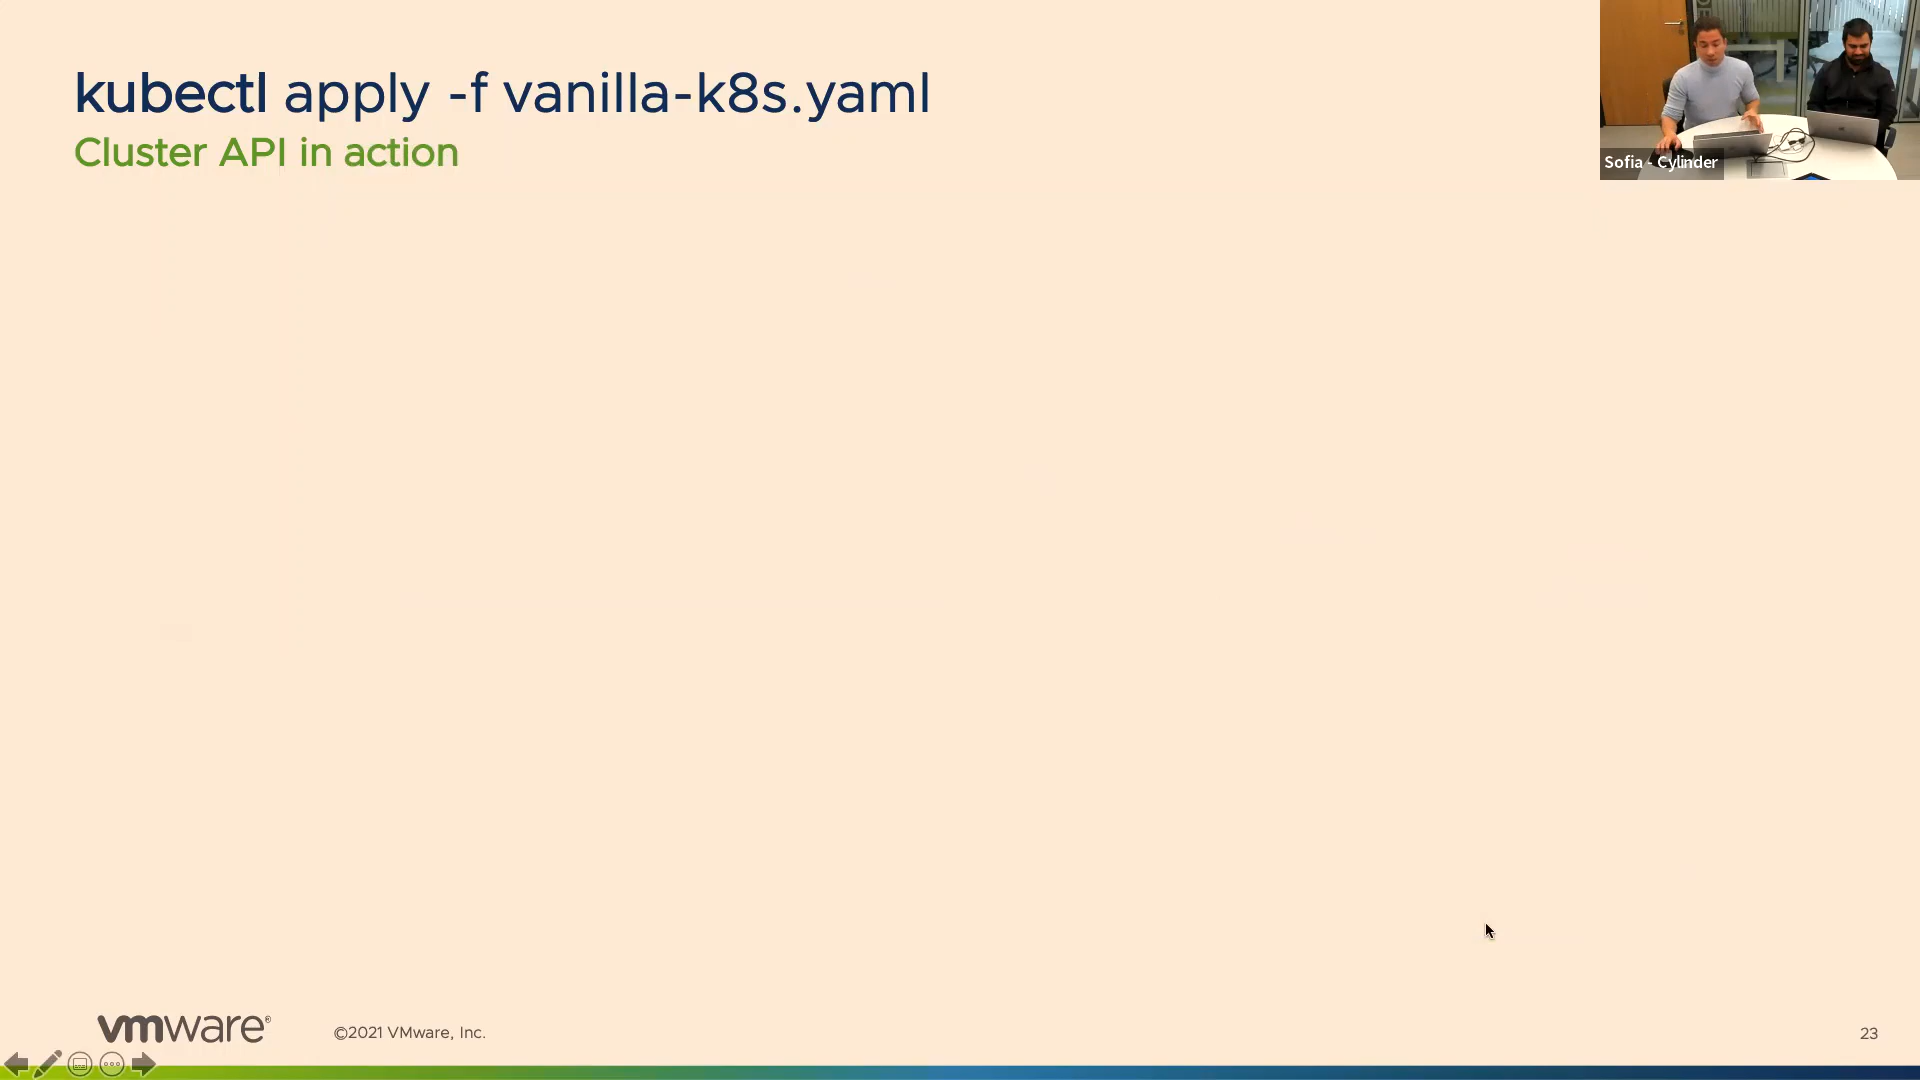 kubectl apply -f vanilla-k8s.yaml
Cluster API in action
Sofia - Cylinder
vmware®
©2021 VMware, Inc.
23